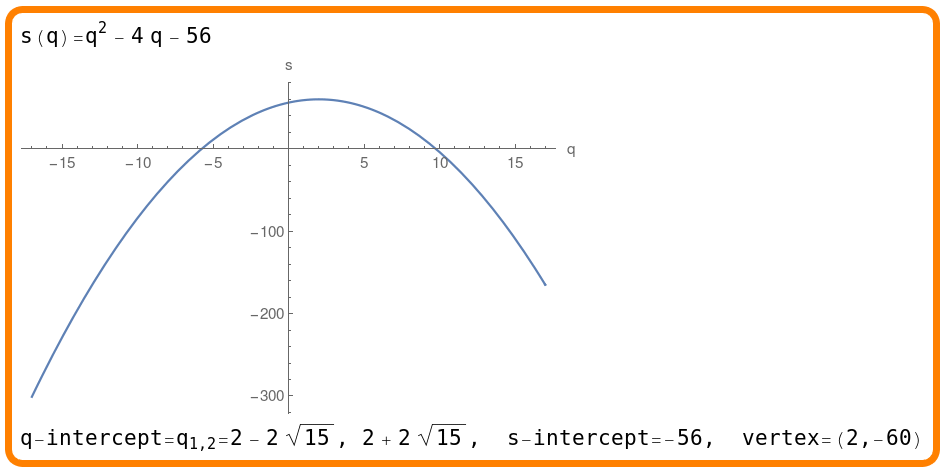 s(q)=q² − 4 q − 56
s
q
−15 −10 −5 5 10 15
−100
−200
−300
q−intercept=q₁,₂=2 − 2 √15, 2 + 2 √15, s−intercept=−56, vertex=(2,−60)